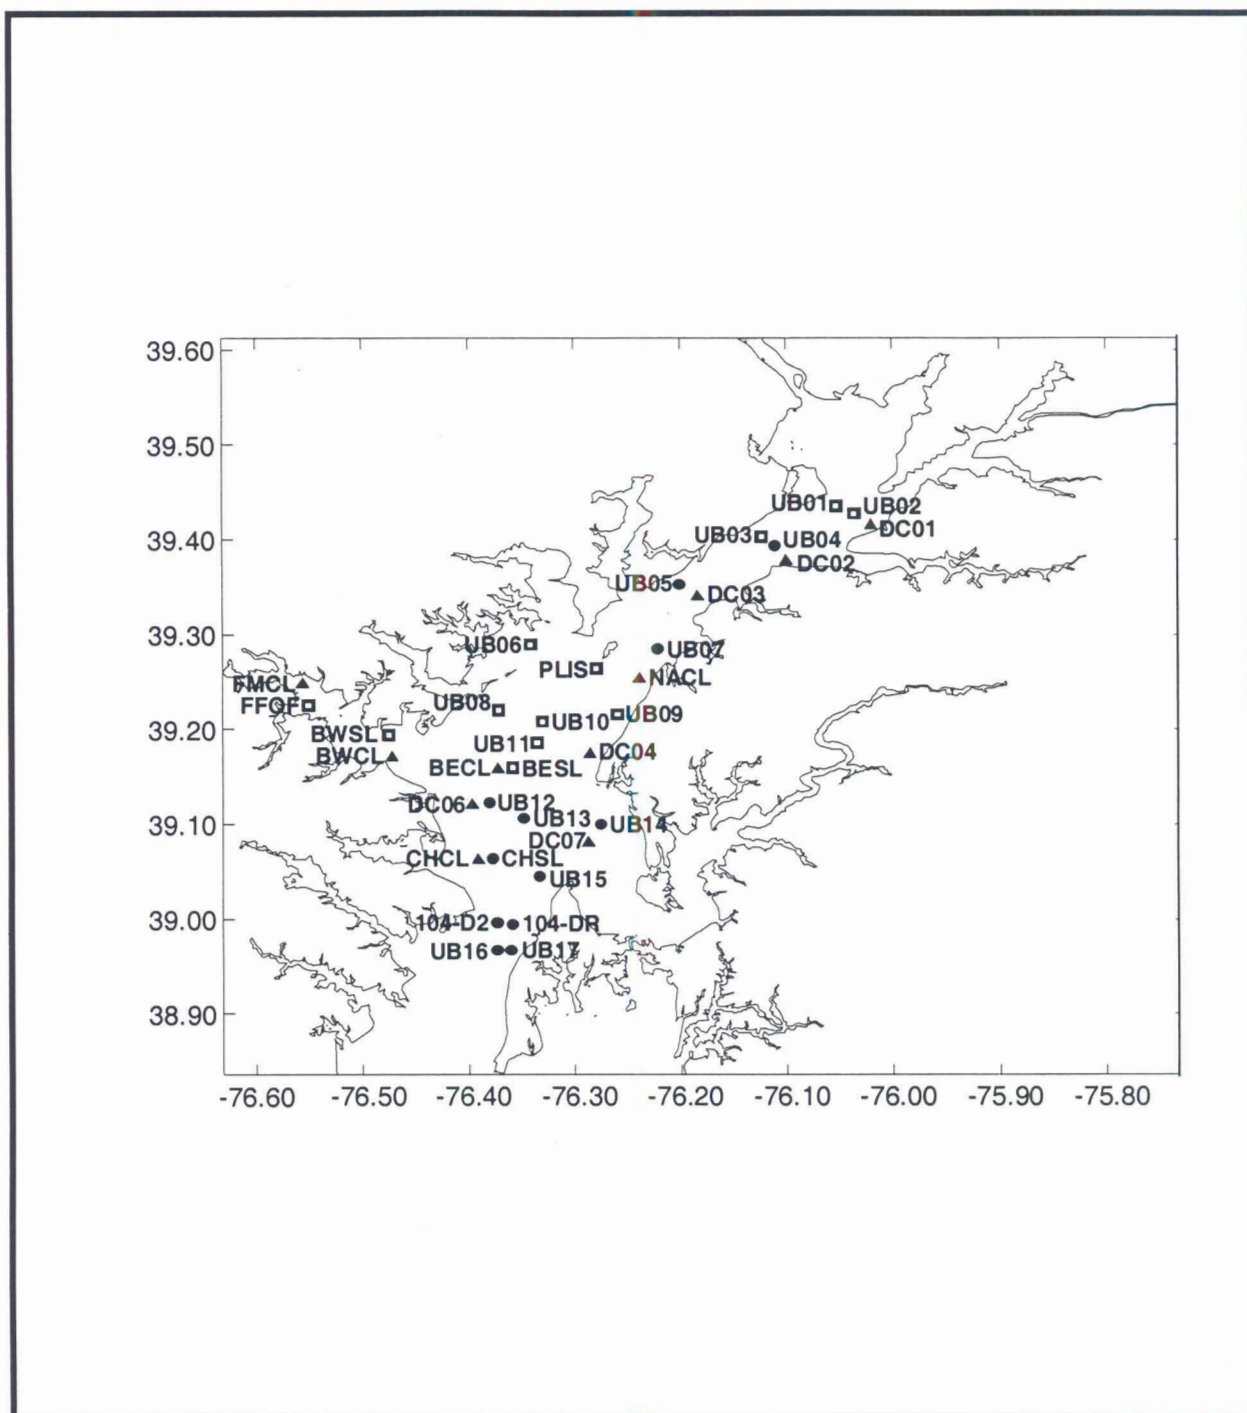 39.60
39.50
39.40
39.30
39.20
39.10
39.00
38.90
UB01
UB02
DC01
UB03
UB04
DC02
UB05
DC03
UB06
UB07
PLIS
NACL
FMCL
FFOF
UB08
UB10
UB09
BWSL
UB11
DC04
BWCL
BECL
BESL
DC06
UB12
UB13
UB14
DC07
CHCL
CHSL
UB15
104-D2
104-DR
UB16
UB17
-76.60 -76.50 -76.40 -76.30 -76.20 -76.10 -76.00 -75.90 -75.80